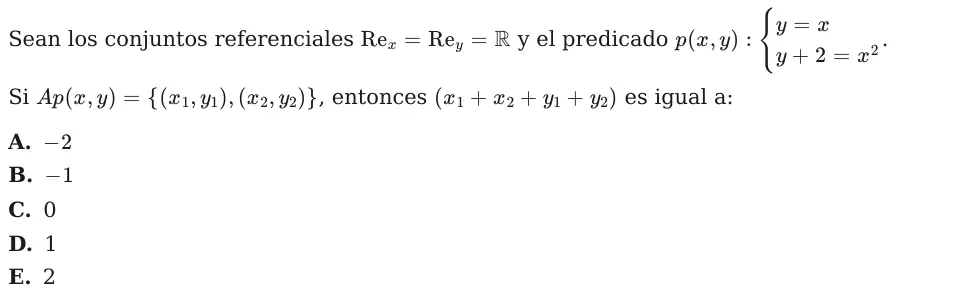 Sean los conjuntos referenciales Reₓ = Re_y = ℝ y el predicado p(x, y) : { y = x
y + 2 = x² .
Si Ap(x, y) = {(x₁, y₁), (x₂, y₂)}, entonces (x₁ + x₂ + y₁ + y₂) es igual a:
A. −2
B. −1
C. 0
D. 1
E. 2